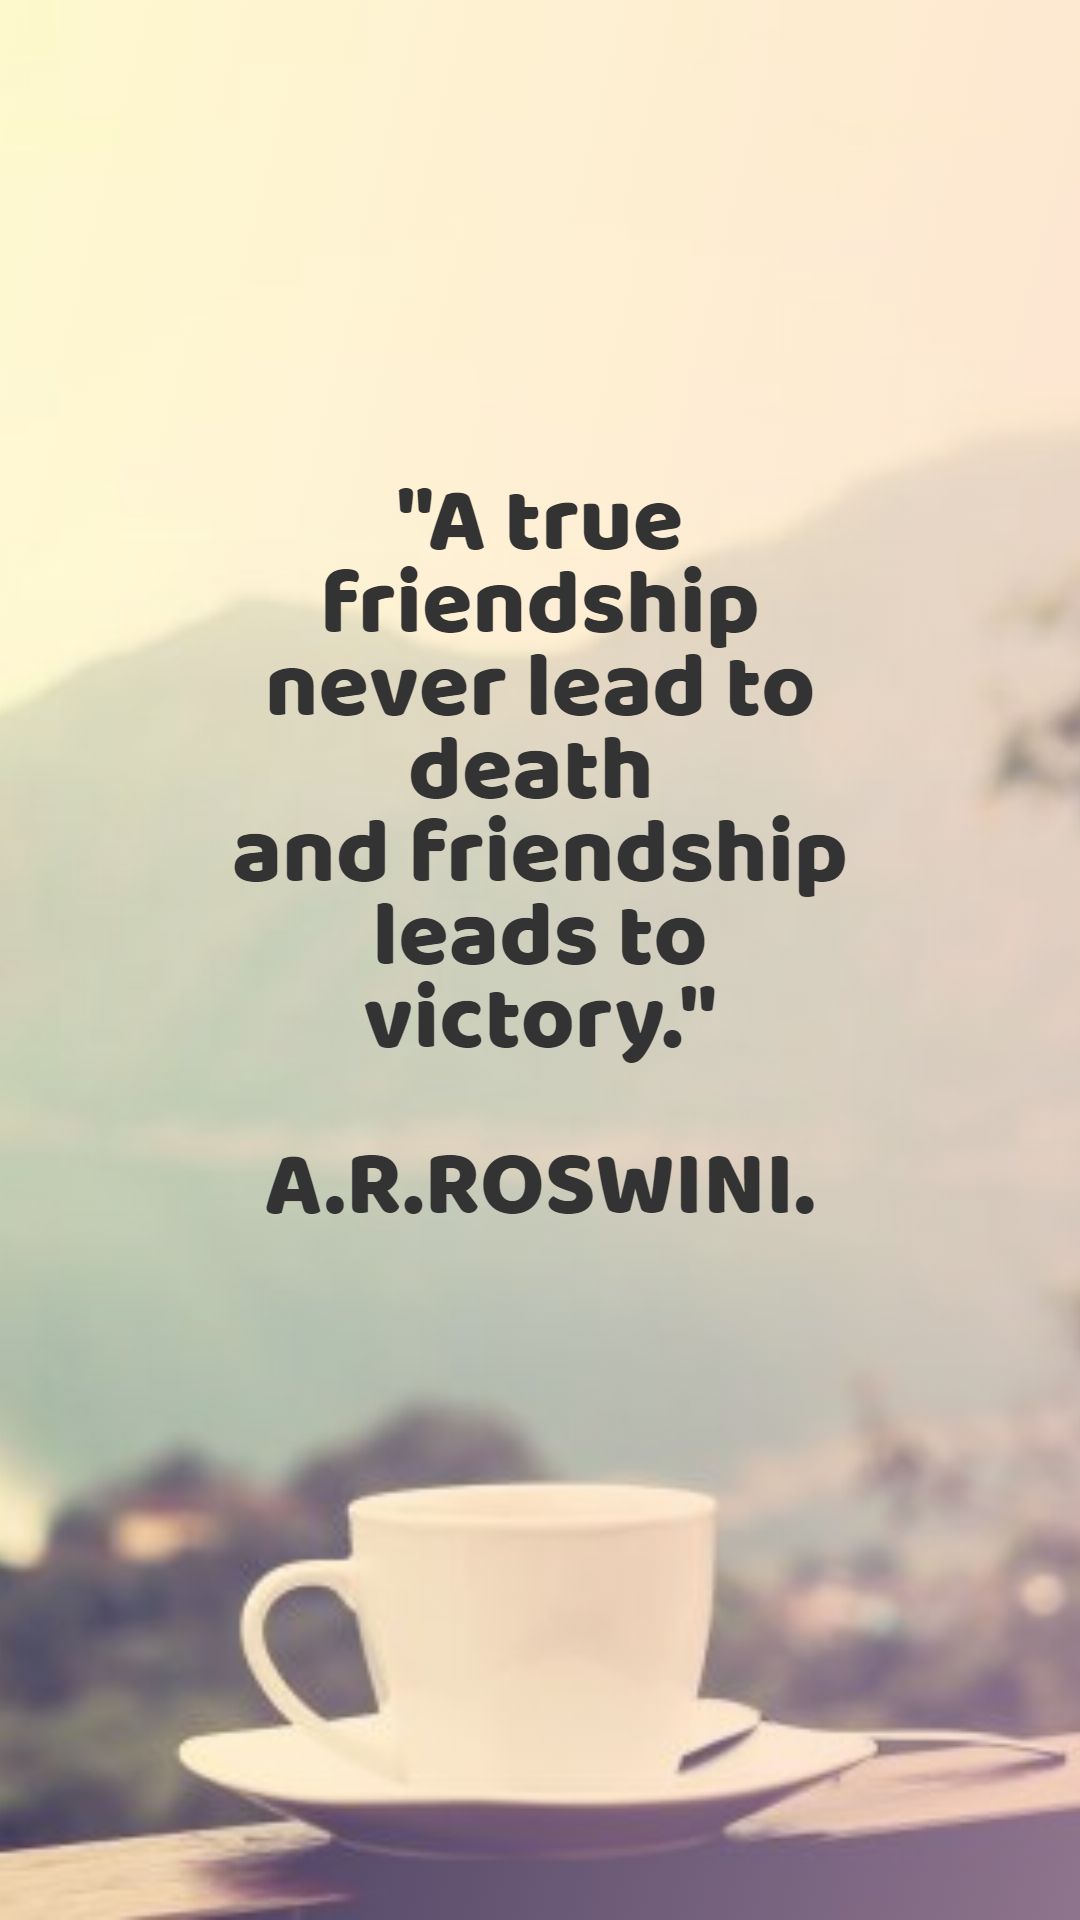 "A true
friendship
never lead to
death
and friendship
leads to
victory."
A.R.ROSWINI.